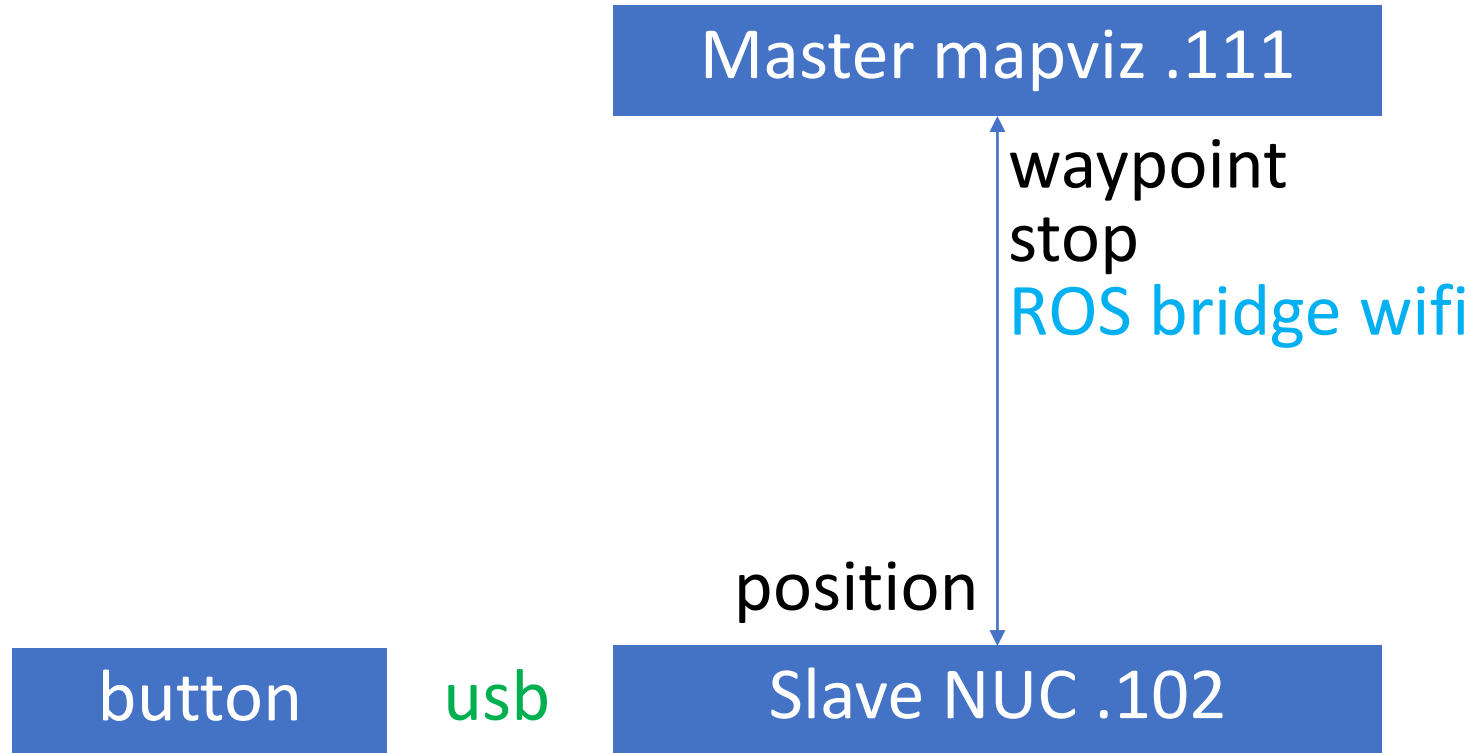 Master mapviz .111
waypoint
stop
ROS bridge wifi
position
button
usb
Slave NUC .102